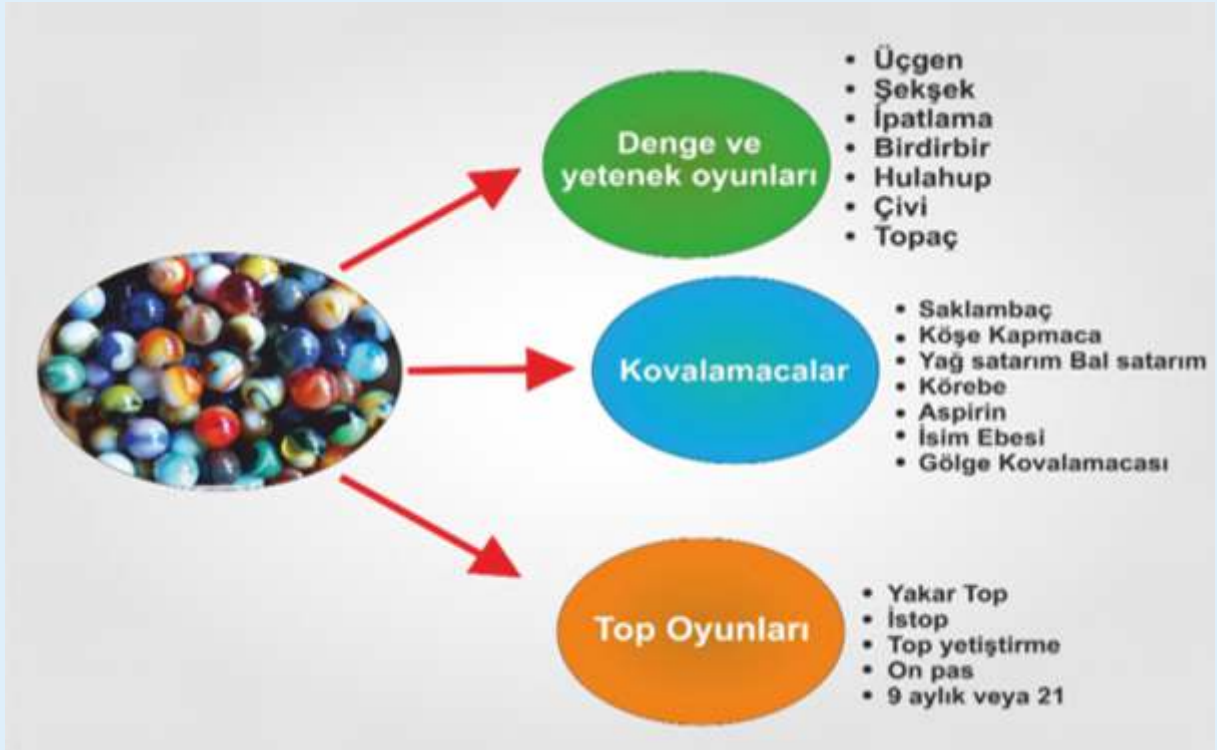 Denge ve
yetenek oyunları
• Üçgen
• Şekşek
• İpatlama
• Birdirbir
• Hulahup
• Çivi
• Topaç
Kovalamacalar
• Saklambaç
• Köşe Kapmaca
• Yağ satarım Bal satarım
• Körebe
• Aspirin
• İsim Ebesi
• Gölge Kovalamacası
Top Oyunları
• Yakar Top
• İstop
• Top yetiştirme
• On pas
• 9 aylık veya 21